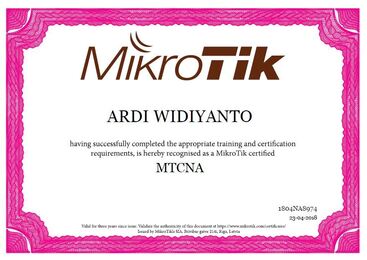 MikroTik
ARDI WIDIYANTO
having successfully completed the appropriate training and certification
requirements, is hereby recognised as a MikroTik certified
MTCNA
1804NA8974
23-04-2018
Valid for three years since issue. Validate the authenticity of this document at https://www.mikrotik.com/certificates/
Issued by MikroTikls SIA, Brivibas gatve 214i, Riga, Latvia